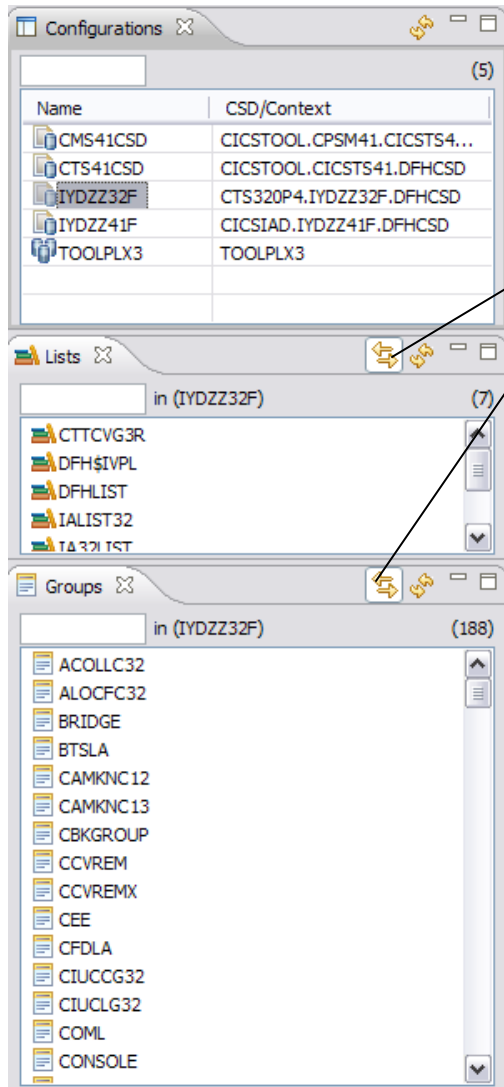 Configurations
(5)
Name CSD/Context
CMS41CSD CICSTOOL.CPSM41.CICSTS4...
CTS41CSD CICSTOOL.CICSTS41.DFHCSD
IYDZZ32F CTS320P4.IYDZZ32F.DFHCSD
IYDZZ41F CICSIAD.IYDZZ41F.DFHCSD
TOOLPLX3 TOOLPLX3
Lists
in (IYDZZ32F) (7)
CTTCVG3R
DFH$IVPL
DFHLIST
IALIST32
IA32LIST
Groups
in (IYDZZ32F) (188)
ACOLLC32
ALOCFC32
BRIDGE
BTSLA
CAMKNC12
CAMKNC13
CBKGROUP
CCVREM
CCVREMX
CEE
CFDLA
CIUCCG32
CIUCLG32
COML
CONSOLE